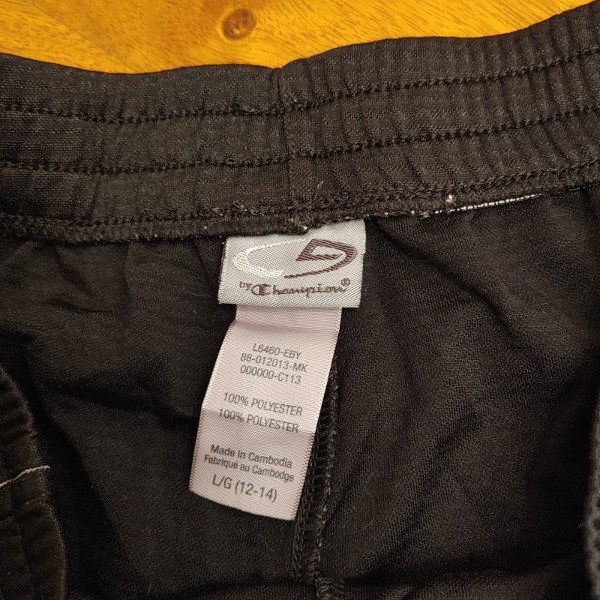 by Champion®
L6460-EBY
88-012013-MK
000000-C113
100% POLYESTER
100% POLYESTER
Made in Cambodia
Fabriqué au Cambodge
L/G (12-14)